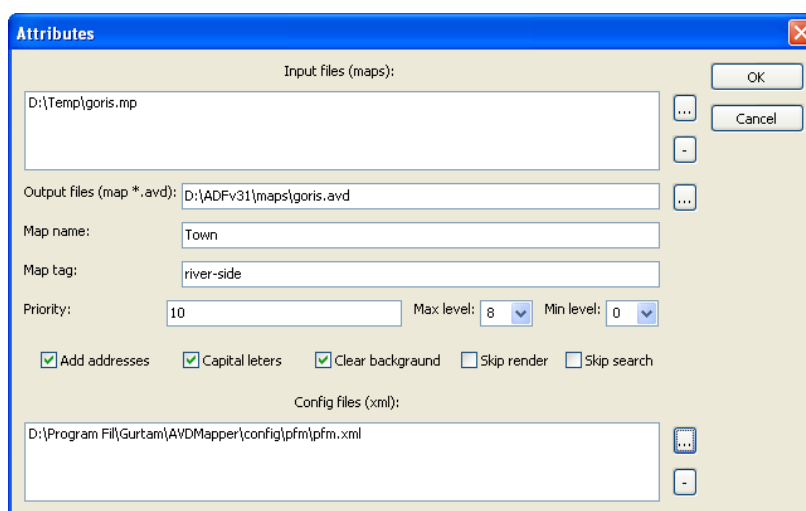 Attributes
Input files (maps):
OK
D:\Temp\goris.mp
...
Cancel
-
Output files (map *.avd): D:\ADFv31\maps\goris.avd ...
Map name: Town
Map tag: river-side
Priority: 10 Max level: 8 Min level: 0
Add addresses Capital leters Clear background Skip render Skip search
Config files (xml):
D:\Program Fil\Gurtam\AVDMapper\config\pfm\pfm.xml
...
-